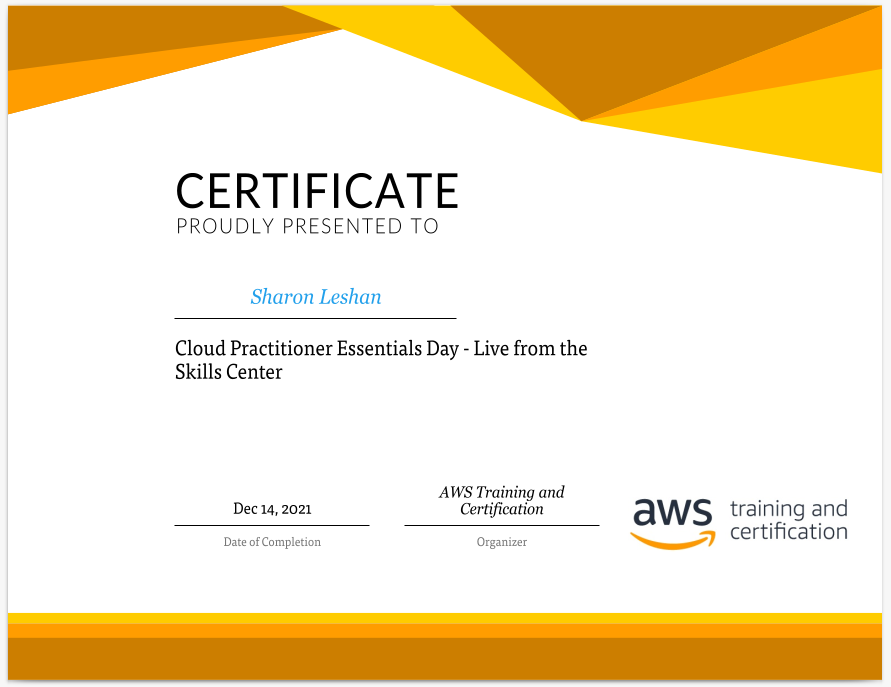 CERTIFICATE
PROUDLY PRESENTED TO
Sharon Leshan
Cloud Practitioner Essentials Day - Live from the
Skills Center
Dec 14, 2021
Date of Completion
AWS Training and
Certification
Organizer
aws
training and
certification